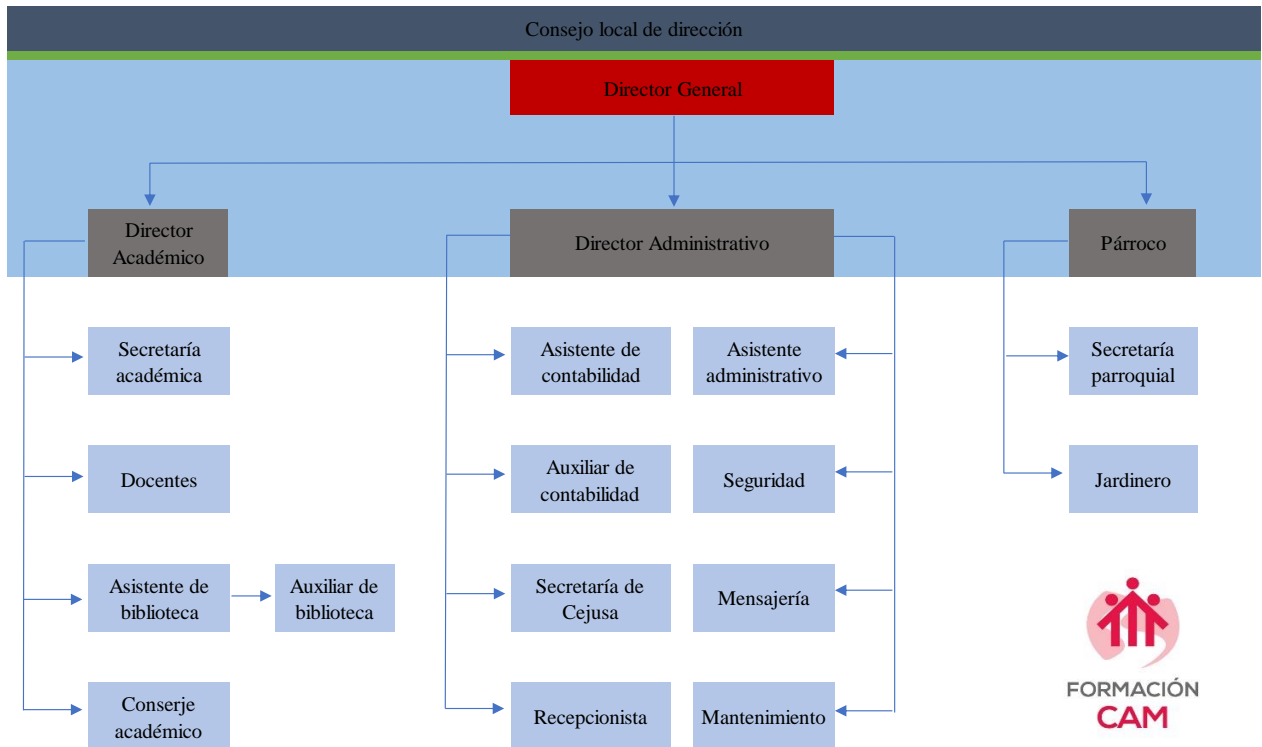 Consejo local de dirección
Director General
Director
Académico
Director Administrativo
Párroco
Secretaría
académica
Asistente de
contabilidad
Asistente
administrativo
Secretaría
parroquial
Docentes
Auxiliar de
contabilidad
Seguridad
Jardinero
Asistente de
biblioteca
Auxiliar de
biblioteca
Secretaría de
Cejusa
Mensajería
Conserje
académico
Recepcionista
Mantenimiento
FORMACIÓN
CAM